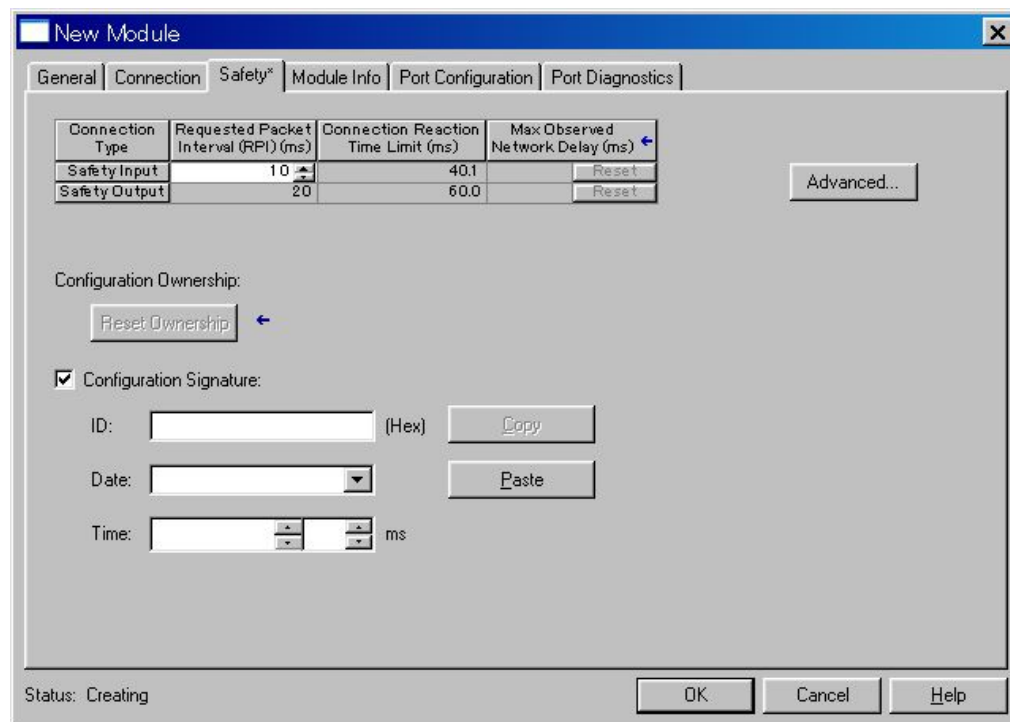 New Module
General Connection Safety* Module Info Port Configuration Port Diagnostics
Connection Type Requested Packet Interval (RPI) (ms) Connection Reaction Time Limit (ms) Max Observed Network Delay (ms)
Safety Input 10 40.1 Reset
Safety Output 20 60.0 Reset
Advanced...
Configuration Ownership:
Reset Ownership
Configuration Signature:
ID: (Hex) Copy
Date: Paste
Time: ms
Status: Creating OK Cancel Help